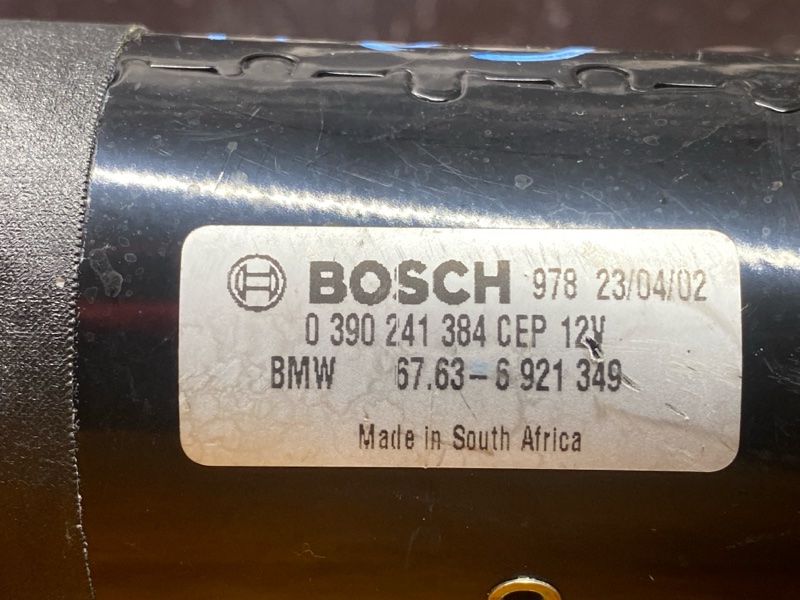 BOSCH 978 23/04/02
0 390 241 384 CEP 12V
BMW 67.63-6 921 349
Made in South Africa